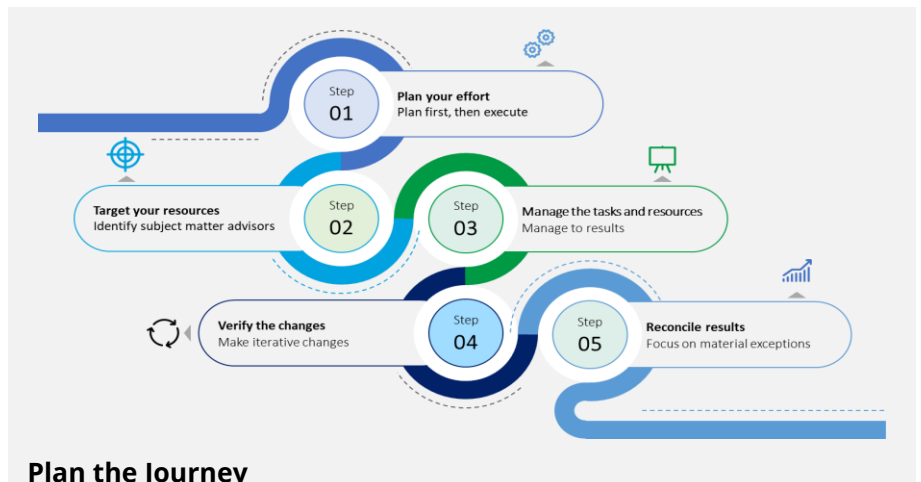 Step
01
Plan your effort
Plan first, then execute
Target your resources
Identify subject matter advisors
Step
02
Step
03
Manage the tasks and resources
Manage to results
Verify the changes
Make iterative changes
Step
04
Step
05
Reconcile results
Focus on material exceptions
Plan the Journey